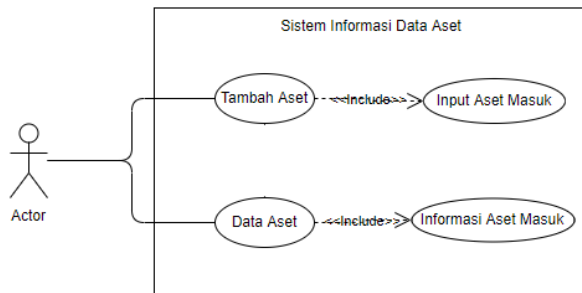 Sistem Informasi Data Aset
Tambah Aset
<<Include>>
Input Aset Masuk
Actor
Data Aset
<<Include>>
Informasi Aset Masuk